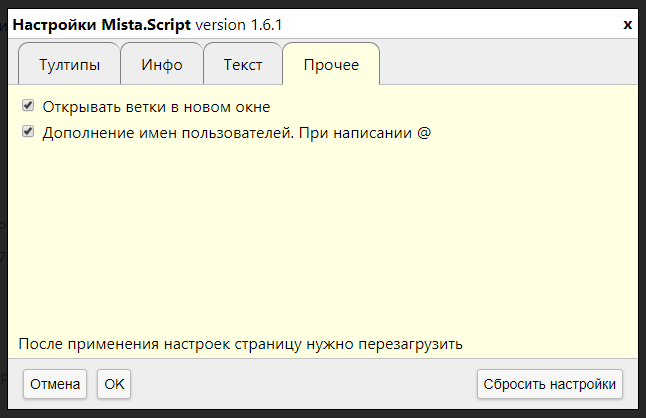 Настройки Mista.Script version 1.6.1 x
Тултипы Инфо Текст Прочее
Открывать ветки в новом окне
Дополнение имен пользователей. При написании @
После применения настроек страницу нужно перезагрузить
Отмена OK Сбросить настройки